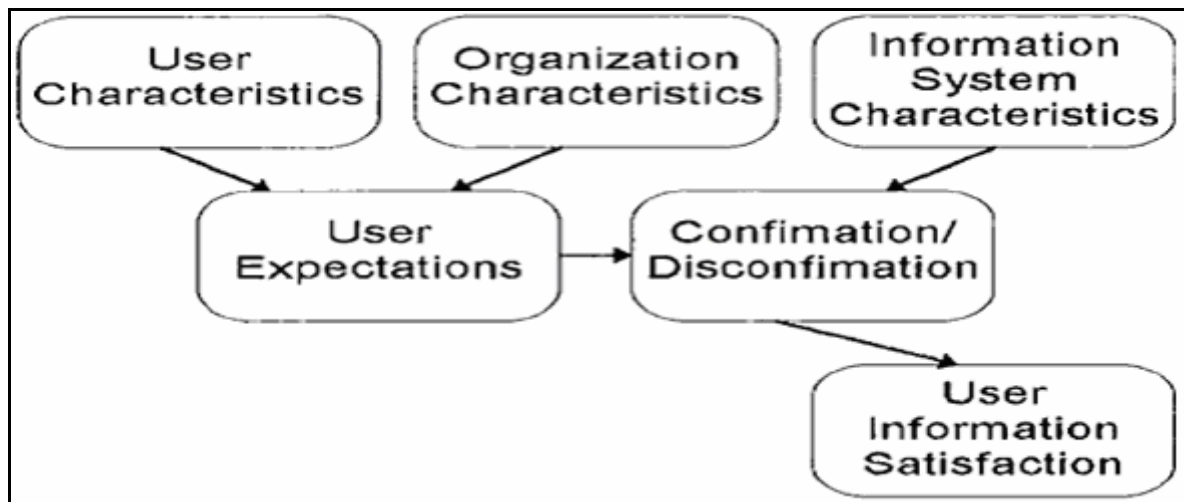 User
Characteristics
Organization
Characteristics
Information
System
Characteristics
User
Expectations
Confimation/
Disconfimation
User
Information
Satisfaction